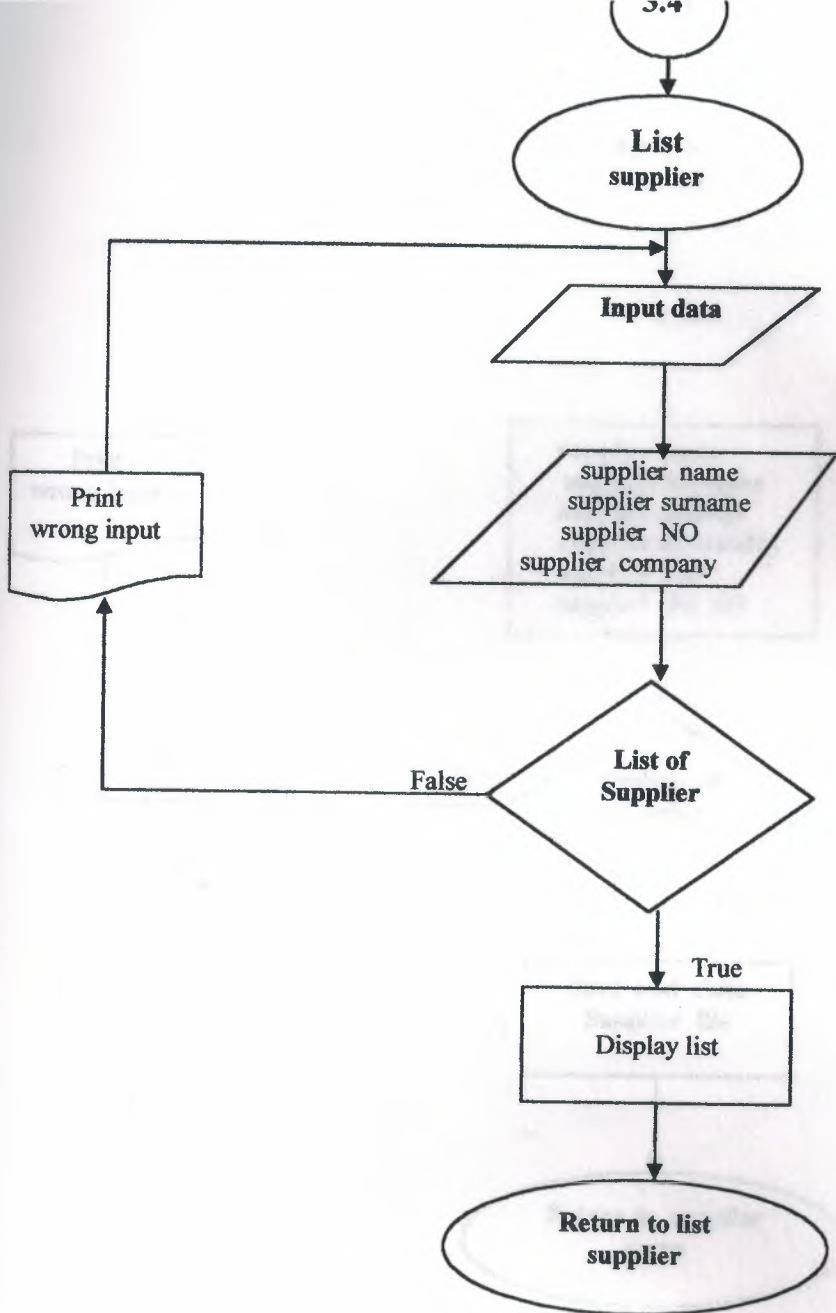 3.4
List
supplier
Input data
supplier name
supplier surname
supplier NO
supplier company
Print
wrong input
List of
Supplier
False
True
Display list
Return to list
supplier